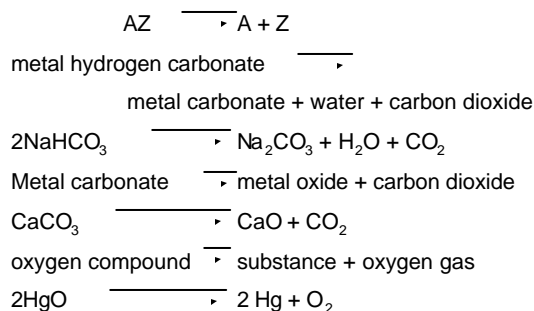 AZ → A + Z
metal hydrogen carbonate →
metal carbonate + water + carbon dioxide
2NaHCO₃ → Na₂CO₃ + H₂O + CO₂
Metal carbonate → metal oxide + carbon dioxide
CaCO₃ → CaO + CO₂
oxygen compound → substance + oxygen gas
2HgO → 2 Hg + O₂